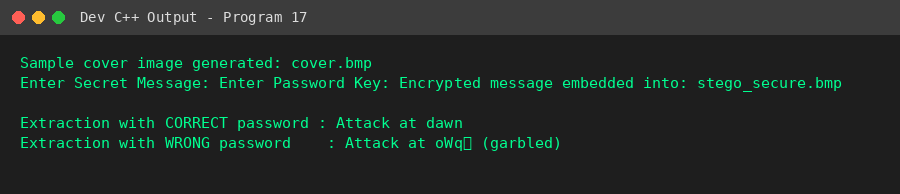 Dev C++ Output - Program 17
Sample cover image generated: cover.bmp
Enter Secret Message: Enter Password Key: Encrypted message embedded into: stego_secure.bmp
Extraction with CORRECT password : Attack at dawn
Extraction with WRONG password    : Attack at oWq▯ (garbled)